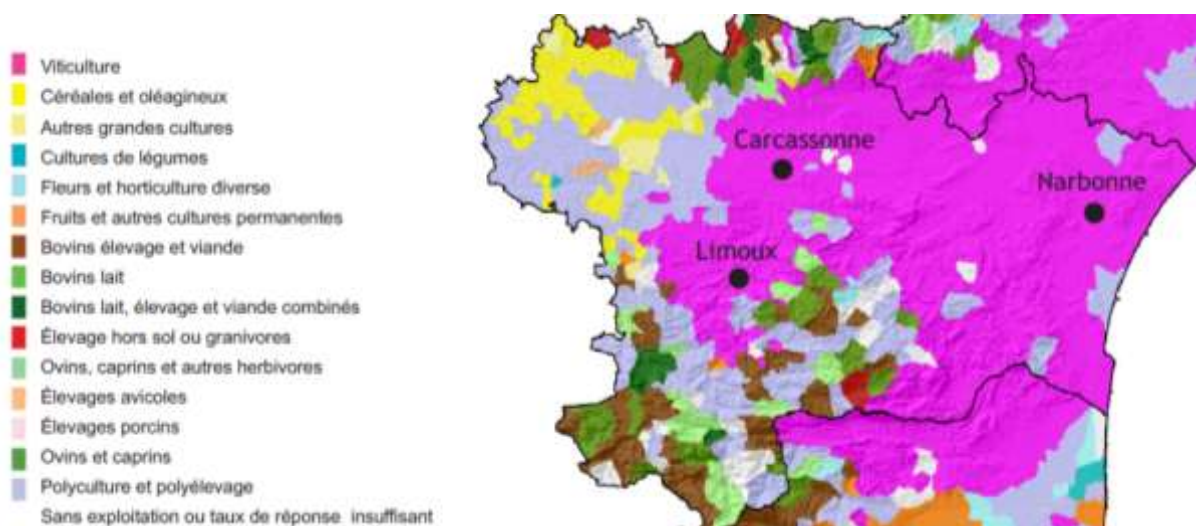 Viticulture
Céréales et oléagineux
Autres grandes cultures
Cultures de légumes
Fleurs et horticulture diverse
Fruits et autres cultures permanentes
Bovins élevage et viande
Bovins lait
Bovins lait, élevage et viande combinés
Élevage hors sol ou granivores
Ovins, caprins et autres herbivores
Élevages avicoles
Élevages porcins
Ovins et caprins
Polyculture et polyélevage
Sans exploitation ou taux de réponse insuffisant
Carcassonne
Narbonne
Limoux